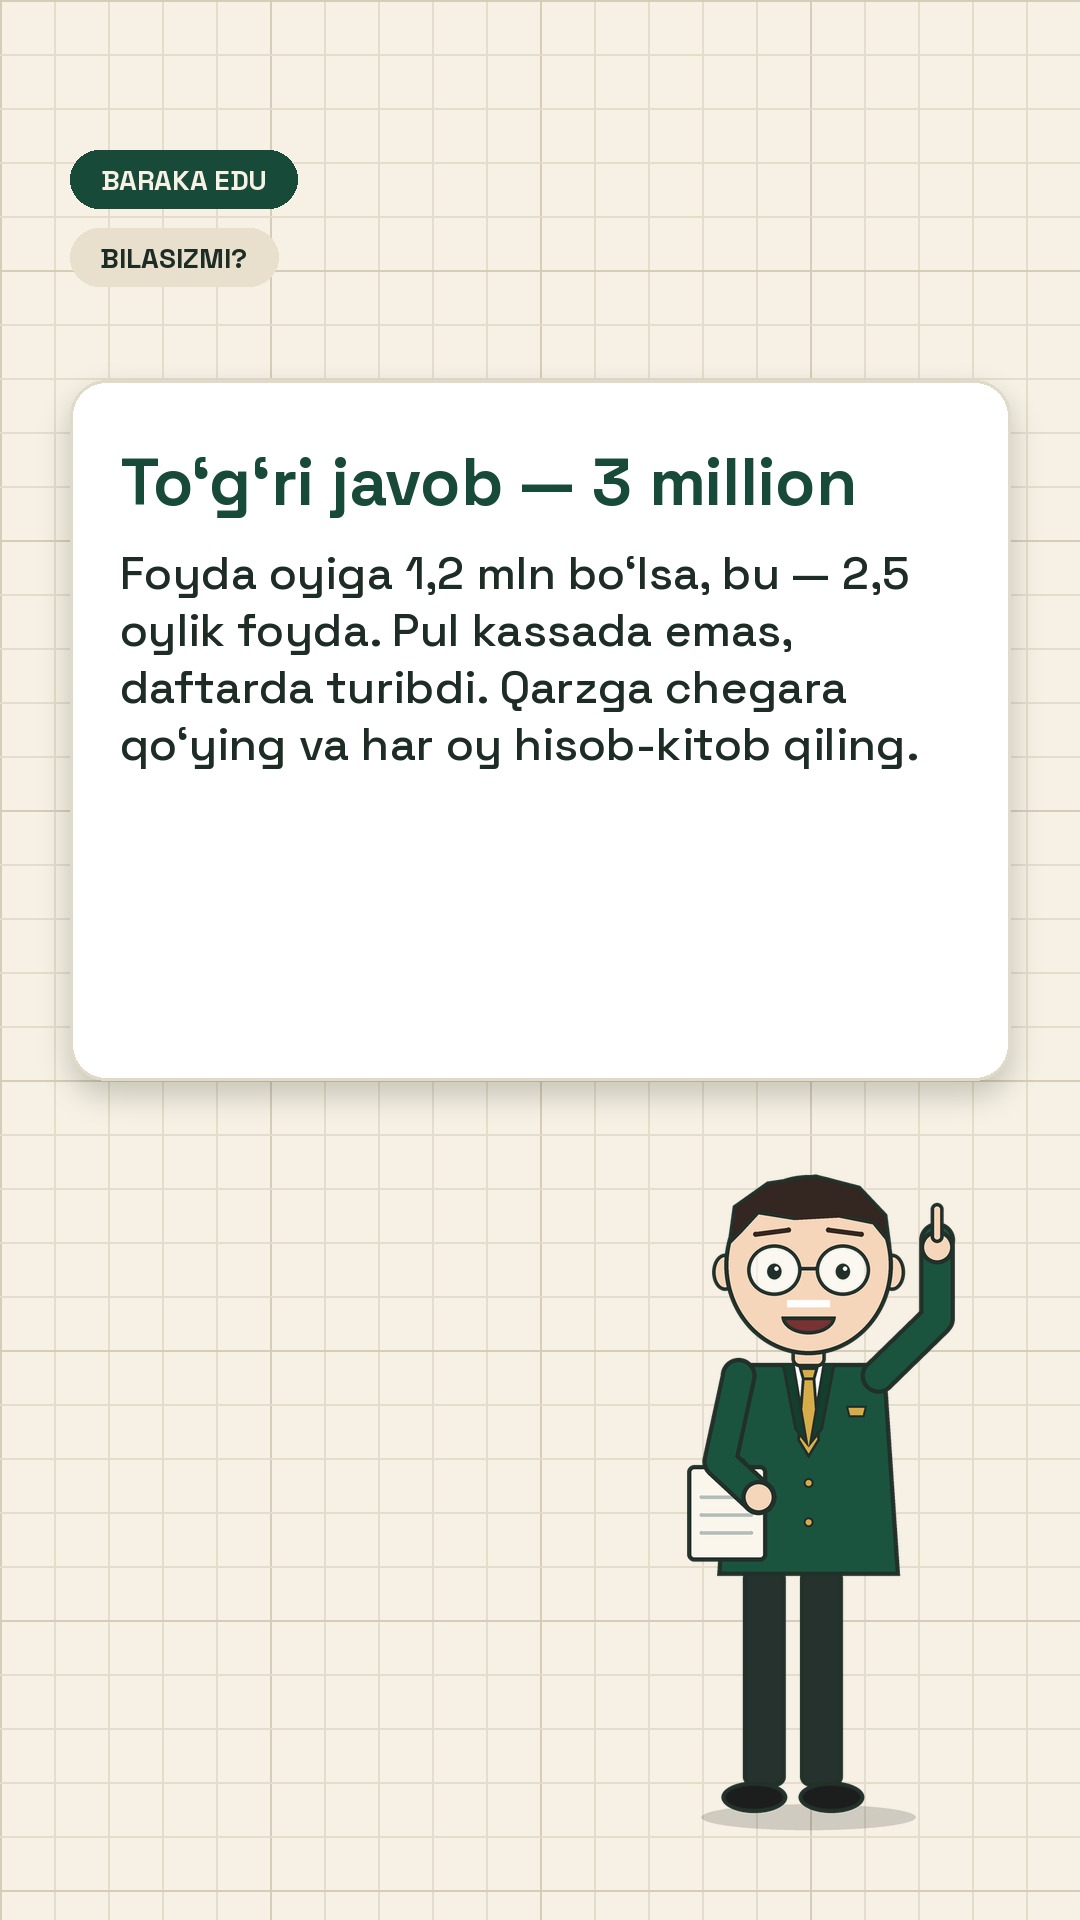 BARAKA EDU
BILASIZMI?
To‘g‘ri javob — 3 million
Foyda oyiga 1,2 mln bo‘lsa, bu — 2,5
oylik foyda. Pul kassada emas,
daftarda turibdi. Qarzga chegara
qo‘ying va har oy hisob-kitob qiling.